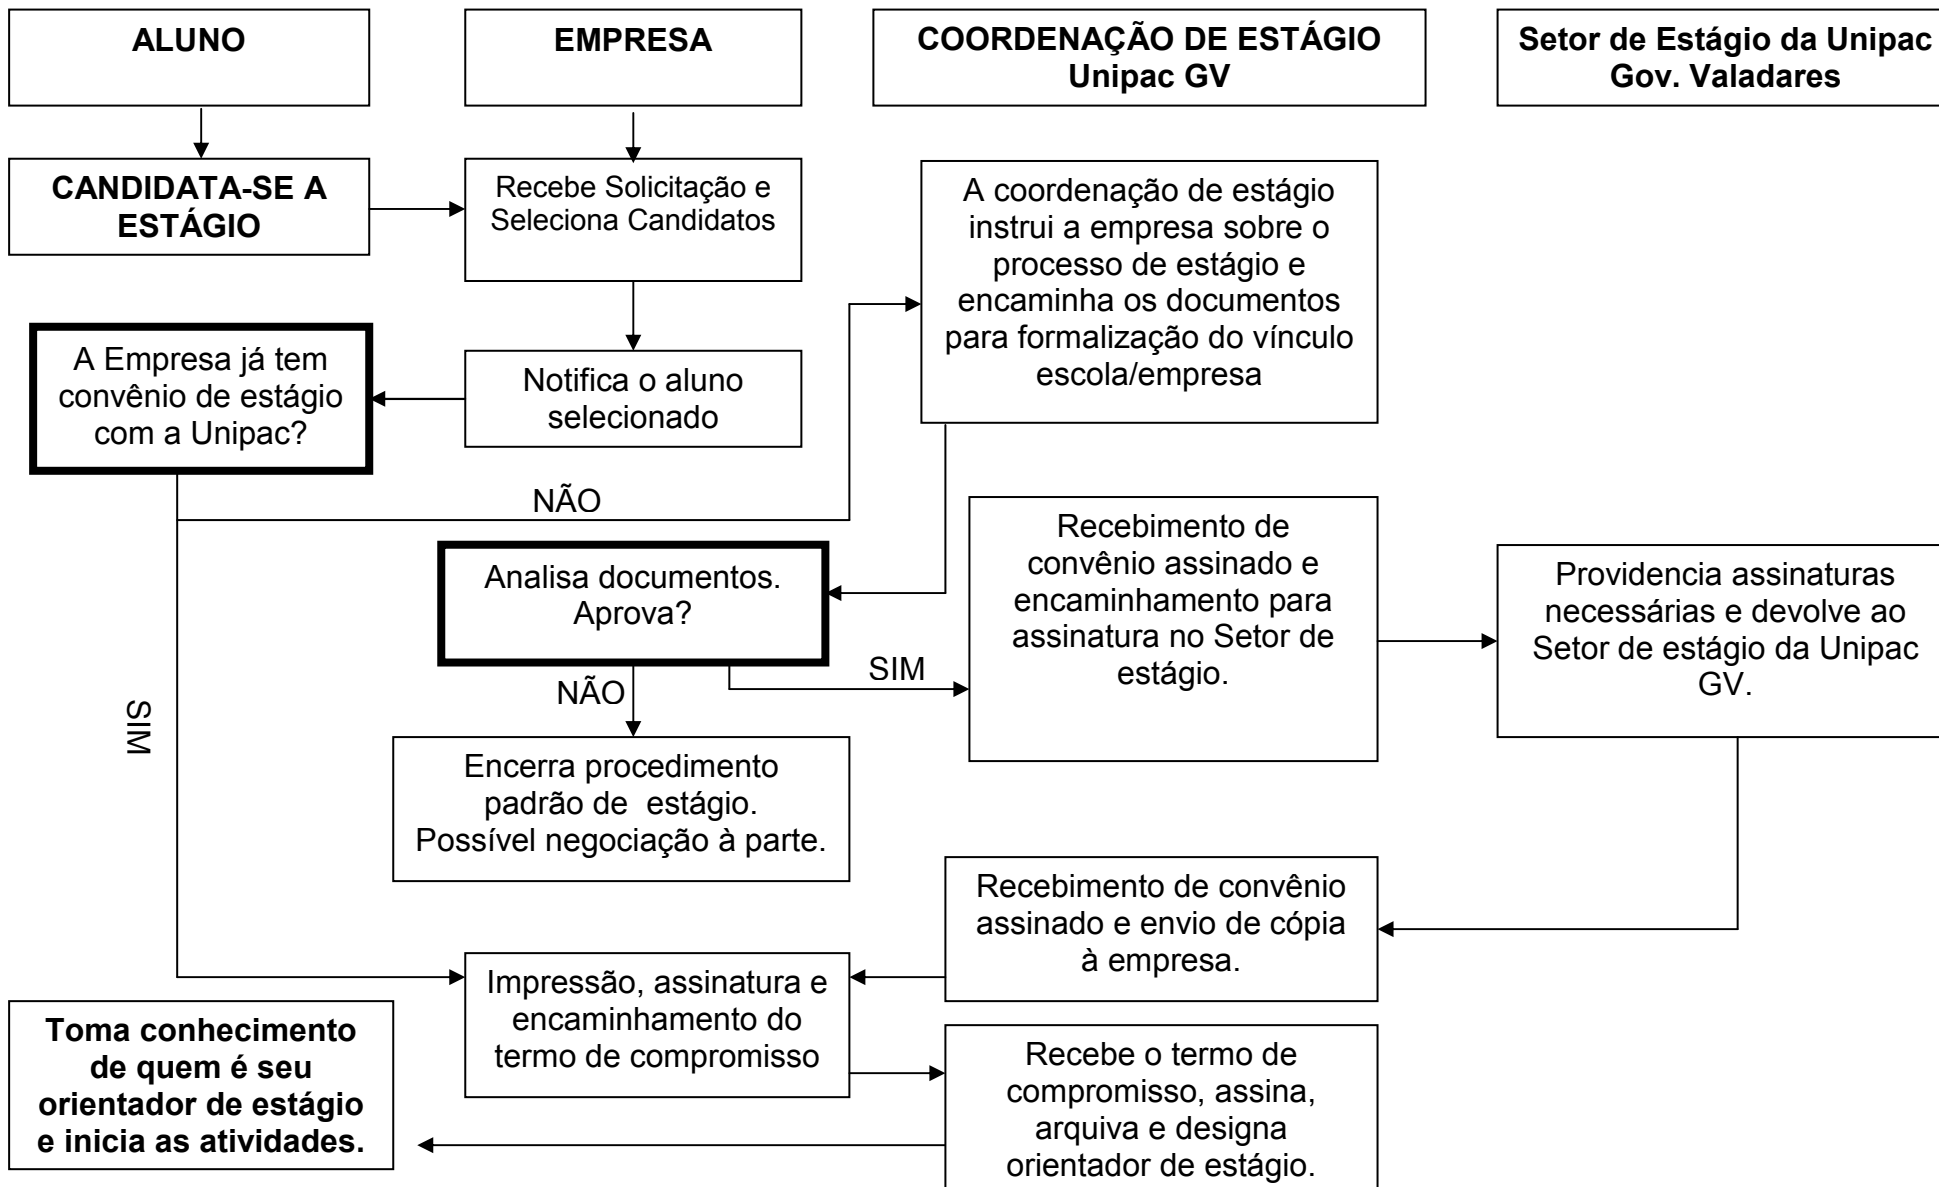 ALUNO
EMPRESA
COORDENAÇÃO DE ESTÁGIO
Unipac GV
Setor de Estágio da Unipac
Gov. Valadares
CANDIDATA-SE A
ESTÁGIO
Recebe Solicitação e
Seleciona Candidatos
A coordenação de estágio
instrui a empresa sobre o
processo de estágio e
encaminha os documentos
para formalização do vínculo
escola/empresa
A Empresa já tem
convênio de estágio
com a Unipac?
Notifica o aluno
selecionado
NÃO
Analisa documentos.
Aprova?
Recebimento de
convênio assinado e
encaminhamento para
assinatura no Setor de
estágio.
Providencia assinaturas
necessárias e devolve ao
Setor de estágio da Unipac
GV.
SIM
NÃO
SIM
Encerra procedimento
padrão de estágio.
Possível negociação à parte.
Recebimento de convênio
assinado e envio de cópia
à empresa.
Impressão, assinatura e
encaminhamento do
termo de compromisso
Toma conhecimento
de quem é seu
orientador de estágio
e inicia as atividades.
Recebe o termo de
compromisso, assina,
arquiva e designa
orientador de estágio.